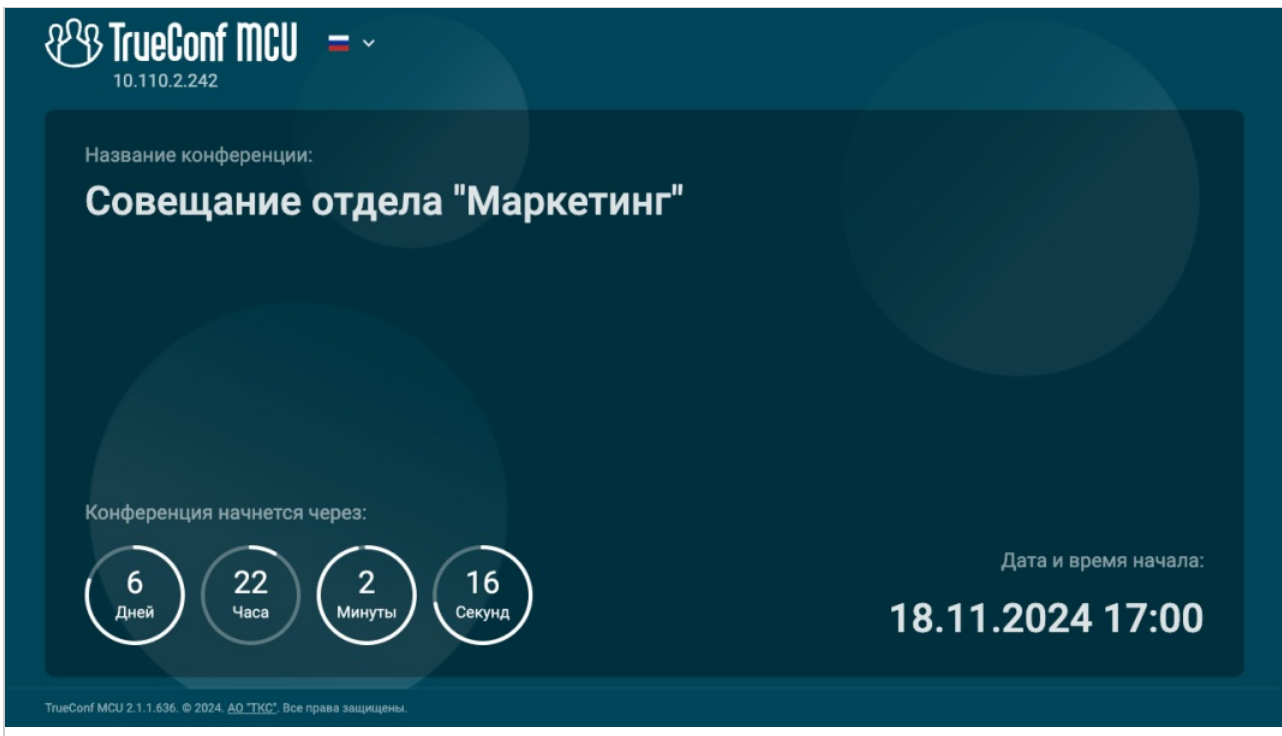 TrueConf MCU
10.110.2.242
Название конференции:
Совещание отдела "Маркетинг"
Конференция начнется через:
6 22 2 16
Дней Часа Минуты Секунд
Дата и время начала:
18.11.2024 17:00
TrueConf MCU 2.1.1.636. © 2024. АО "ТКС". Все права защищены.